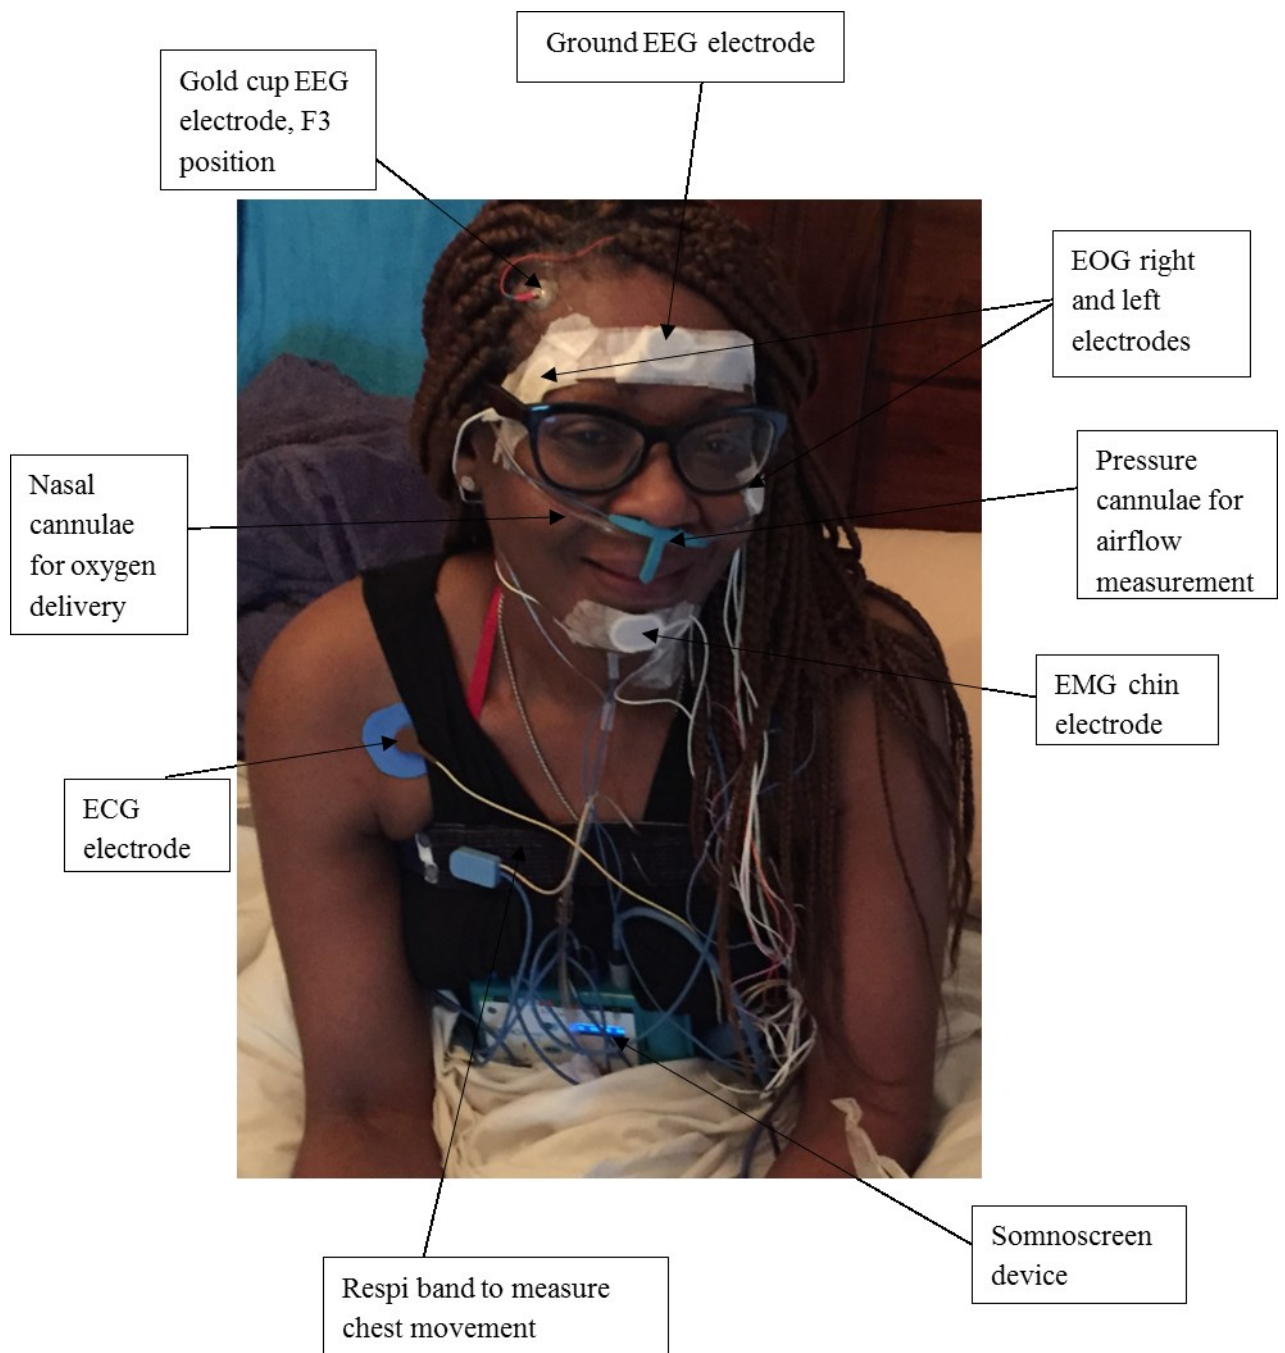 Ground EEG electrode
Gold cup EEG
electrode, F3
position
EOG right
and left
electrodes
Pressure
cannulae for
airflow
measurement
Nasal
cannulae
for oxygen
delivery
EMG chin
electrode
ECG
electrode
Somnoscreen
device
Respi band to measure
chest movement